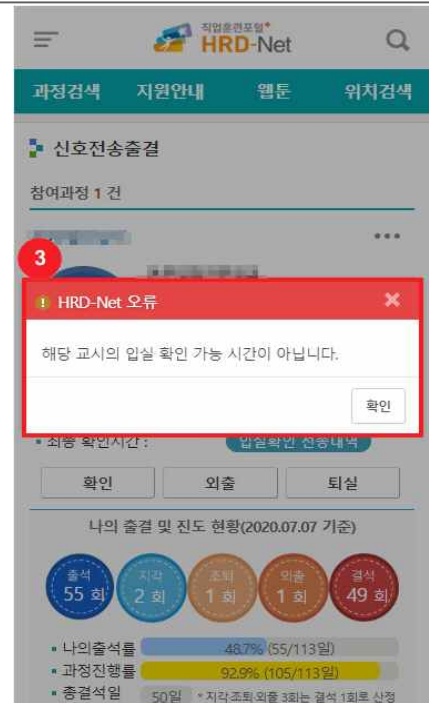 직업훈련포털
HRD-Net
과정검색 지원안내 웹툰 위치검색
신호전송출결
참여과정 1 건
3
HRD-Net 오류
해당 교시의 입실 확인 가능 시간이 아닙니다.
확인
최종 확인시간 : 입실확인 전송내역
확인 외출 퇴실
나의 출결 및 진도 현황(2020.07.07 기준)
출석 지각 조퇴 외출 결석
55 회 2 회 1 회 1 회 49 회
나의출석률 48.7% (55/113일)
과정진행률 92.9% (105/113일)
총결석일 50일 * 지각,조퇴,외출 3회는 결석 1회로 산정